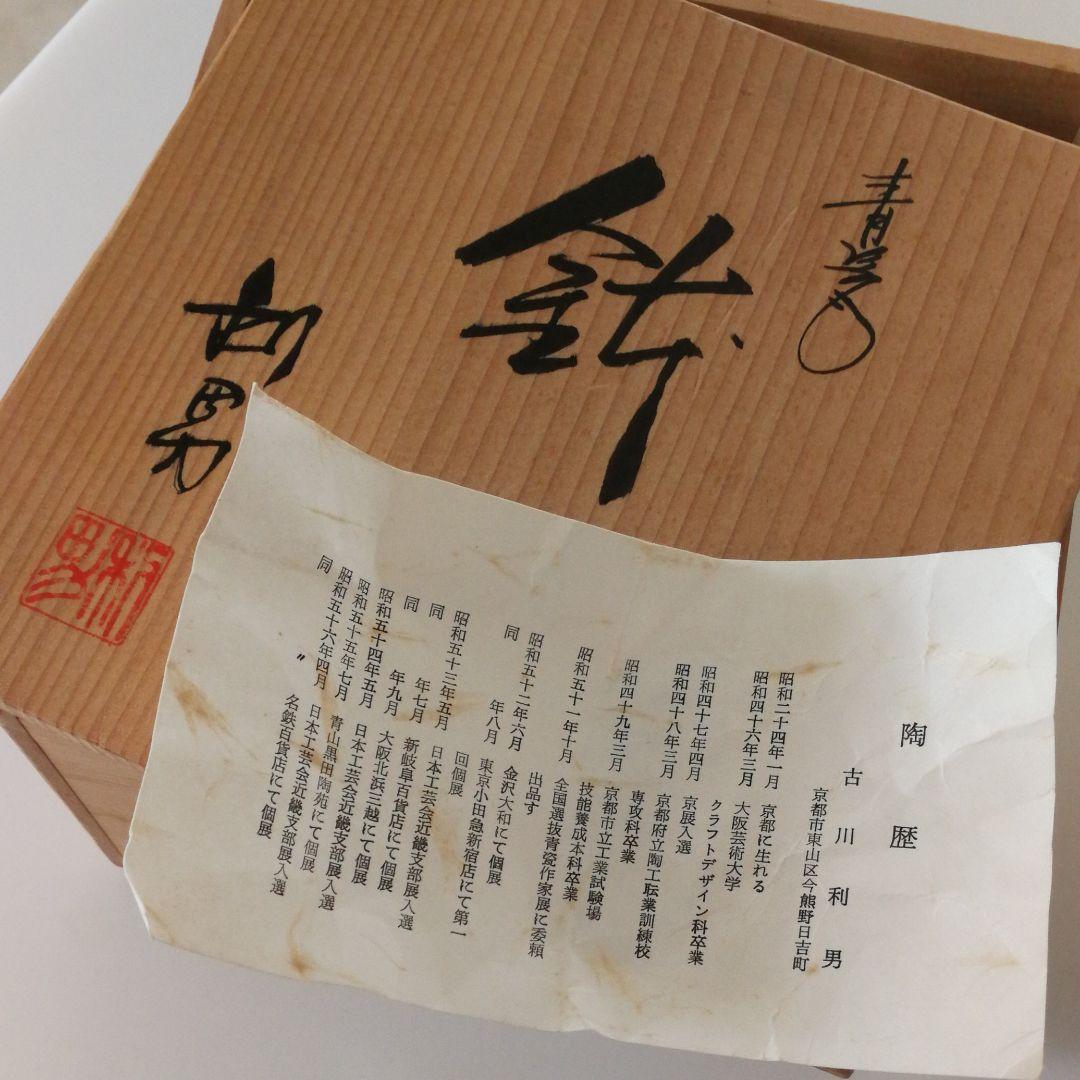 鉢
利男
陶歴
古川利男
京都市東山区今熊野日吉町
昭和二十四年一月 京都に生れる
昭和四十六年三月 大阪芸術大学
クラフトデザイン科卒業
昭和四十七年四月 京展入選
昭和四十八年三月 京都府立陶工転業訓練校
専攻科卒業
昭和四十九年三月 京都市立工業試験場
技能養成本科卒業
昭和五十一年十月 全国選抜青瓷作家展に委頼
出品す
昭和五十二年六月 金沢大和にて個展
同 年八月 東京小田急新宿店にて第一
回個展
昭和五十三年五月 日本工芸会近畿支部展入選
同 年七月 新岐阜百貨店にて個展
同 年九月 大阪北浜三越にて個展
昭和五十四年五月 日本工芸会近畿支部展入選
昭和五十五年七月 青山黒田陶苑にて個展
昭和五十六年四月 日本工芸会近畿支部展入選
同 〃 名鉄百貨店にて個展